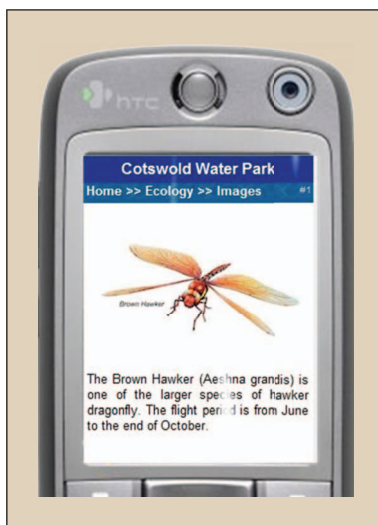 hTC
Cotswold Water Park
Home >> Ecology >> Images #1
Brown Hawker
The Brown Hawker (Aeshna grandis) is
one of the larger species of hawker
dragonfly. The flight period is from June
to the end of October.